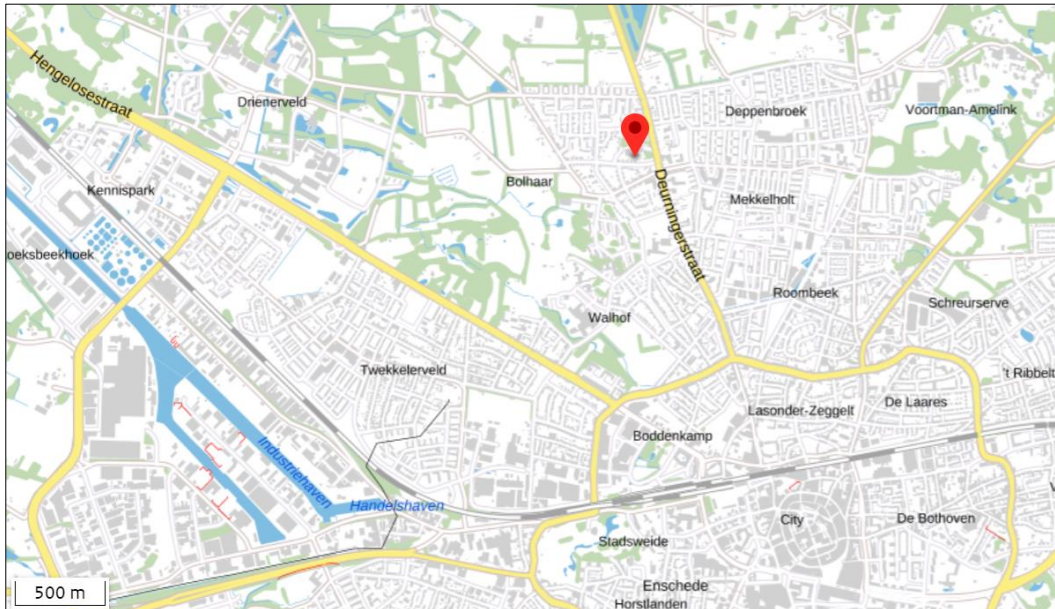 Hengelosestraat
Drienerveld
Deppenbroek
Voortman-Amelink
Kennispark
Bolhaar
Deurningerstraat
Mekkelholt
oeksbeekhoek
Roombeek
Schreurserve
Walhof
Twekkelerveld
't Ribbelt
De Laares
Lasonder-Zeggelt
Boddenkamp
Industriehaven
Handelshaven
City
De Bothoven
Stadsweide
Enschede
Horstlanden
500 m